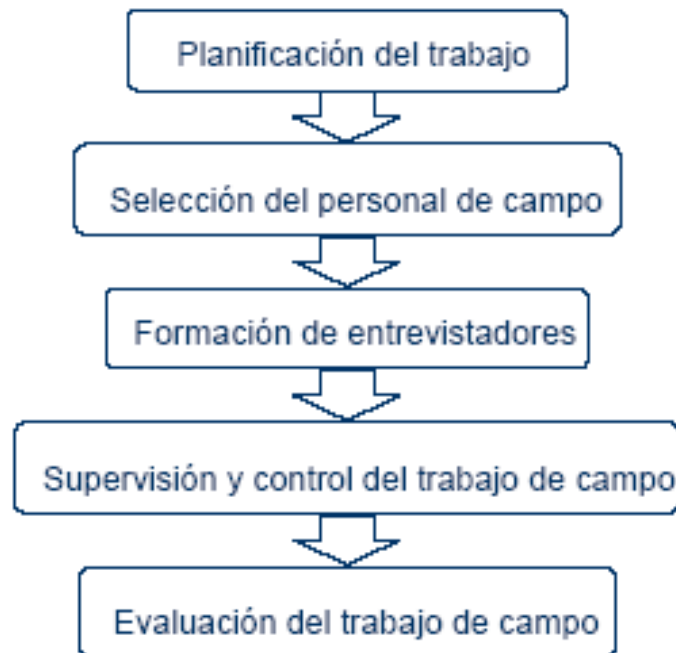 Planificación del trabajo
Selección del personal de campo
Formación de entrevistadores
Supervisión y control del trabajo de campo
Evaluación del trabajo de campo